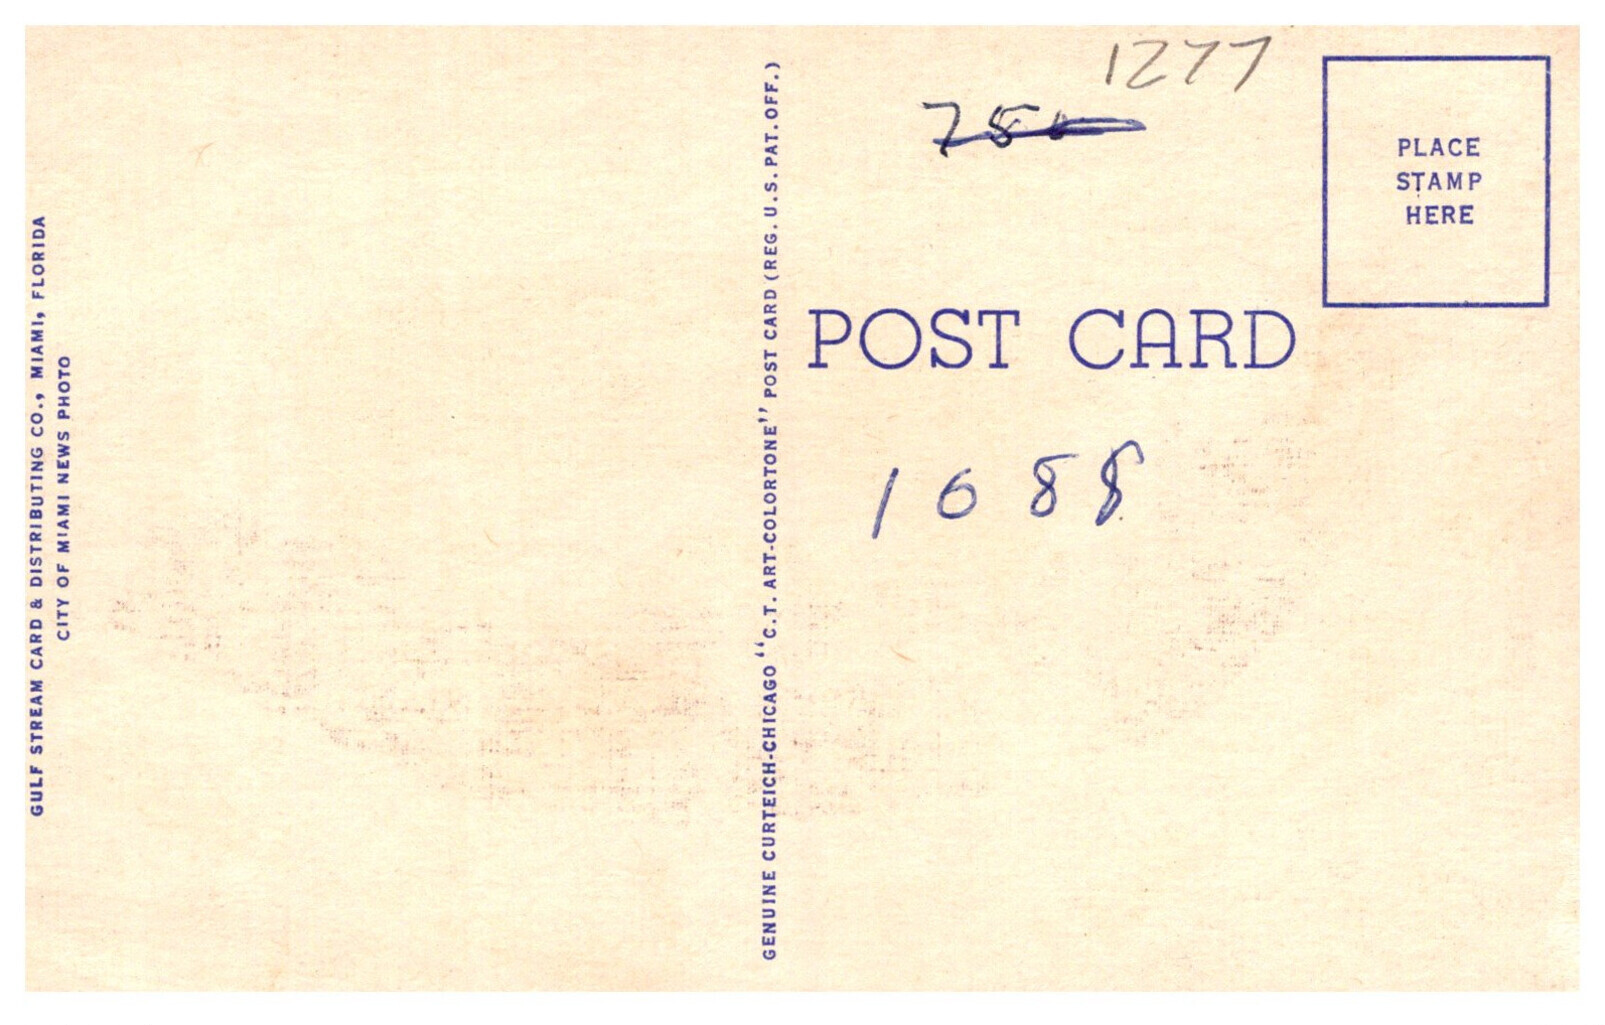 GULF STREAM CARD & DISTRIBUTING CO., MIAMI, FLORIDA
CITY OF MIAMI NEWS PHOTO
GENUINE CURTEICH-CHICAGO "C.T. ART-COLORTONE" POST CARD (REG. U.S. PAT. OFF.)
1277
PLACE
STAMP
HERE
POST CARD
1688